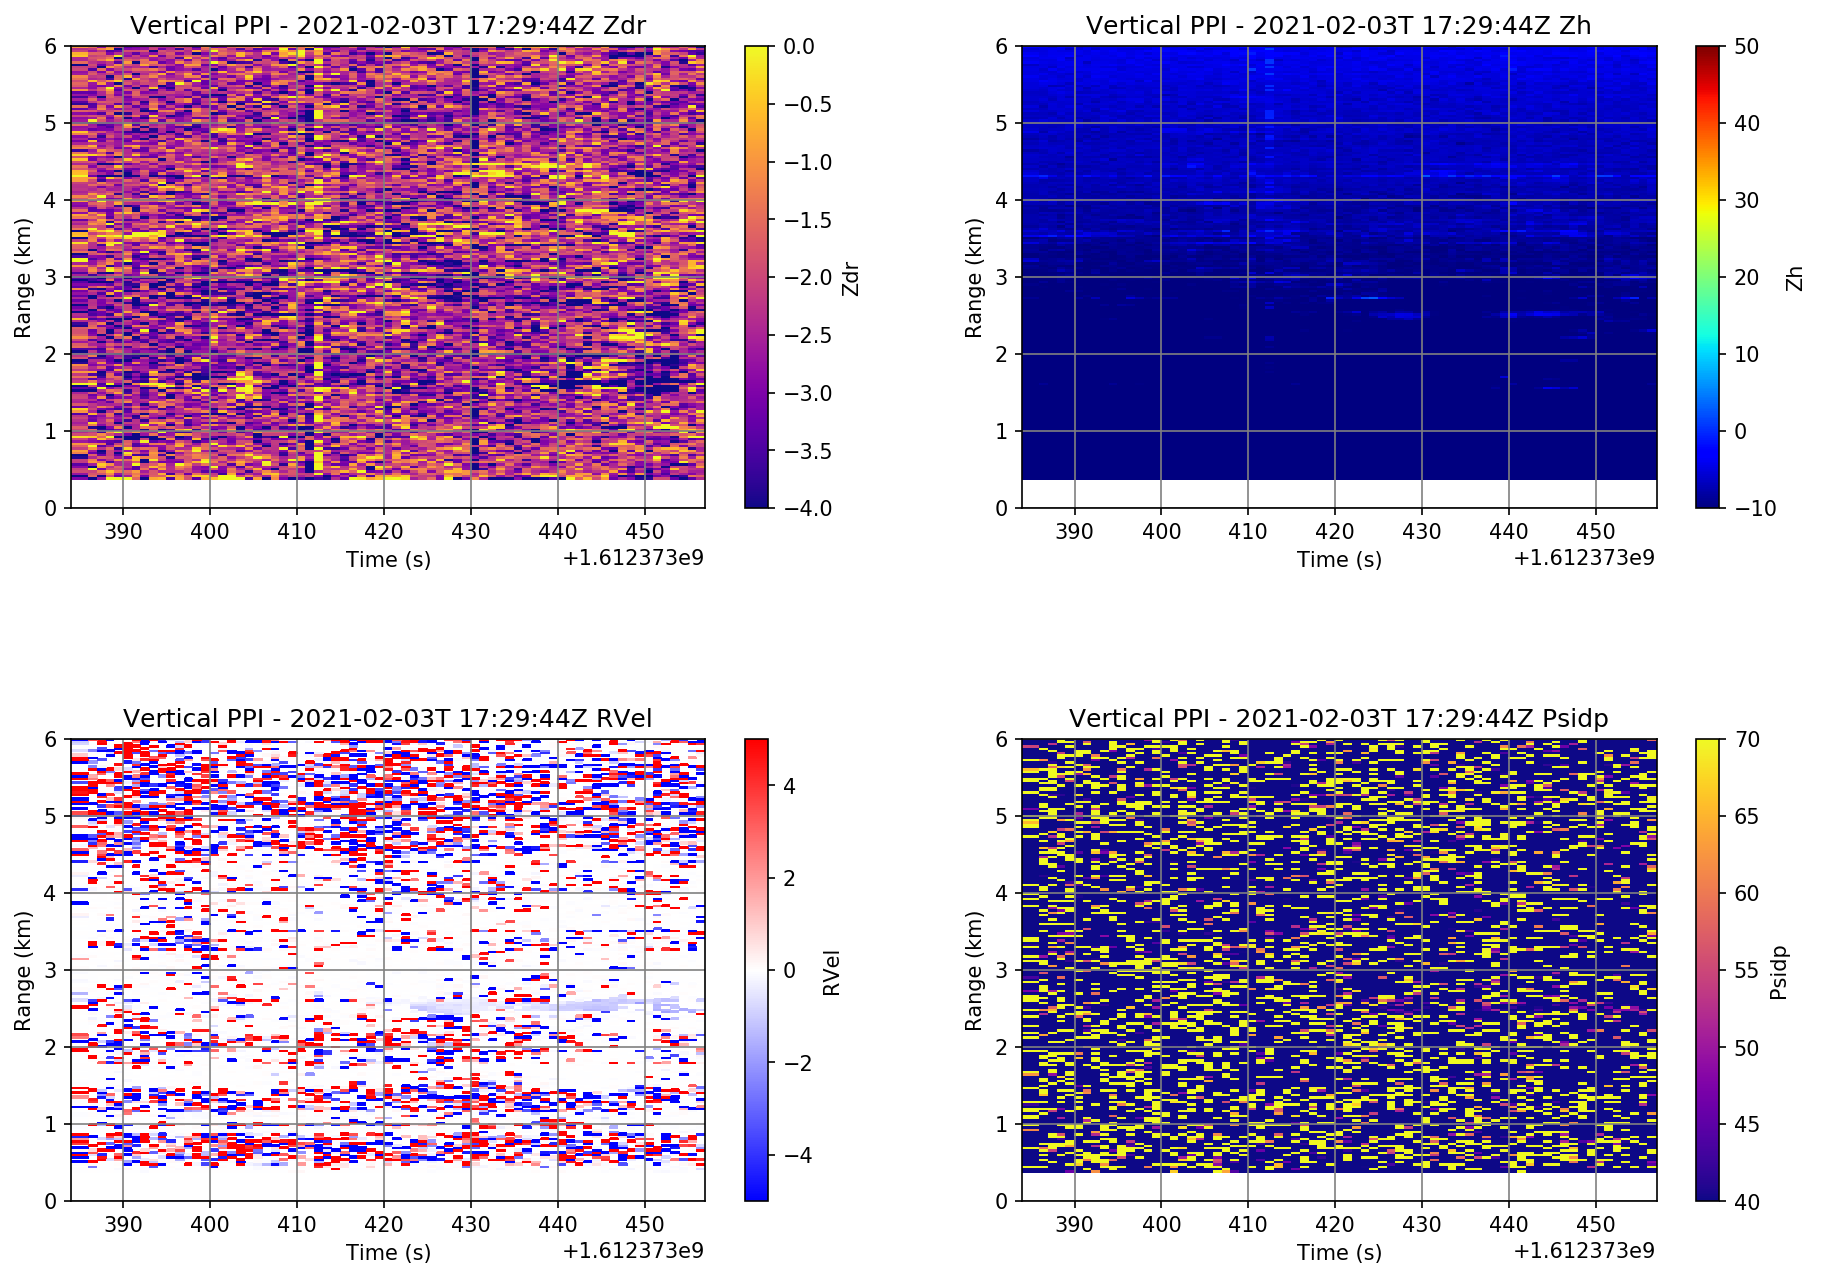 Vertical PPI - 2021-02-03T 17:29:44Z Zdr
6
5
4
3
2
1
0
Range (km)
390 400 410 420 430 440 450
Time (s)
+1.612373e9
0.0
−0.5
−1.0
−1.5
−2.0
−2.5
−3.0
−3.5
−4.0
Zdr
Vertical PPI - 2021-02-03T 17:29:44Z Zh
6
5
4
3
2
1
0
Range (km)
390 400 410 420 430 440 450
Time (s)
+1.612373e9
50
40
30
20
10
0
−10
Zh
Vertical PPI - 2021-02-03T 17:29:44Z RVel
6
5
4
3
2
1
0
Range (km)
390 400 410 420 430 440 450
Time (s)
+1.612373e9
4
2
0
−2
−4
RVel
Vertical PPI - 2021-02-03T 17:29:44Z Psidp
6
5
4
3
2
1
0
Range (km)
390 400 410 420 430 440 450
Time (s)
+1.612373e9
70
65
60
55
50
45
40
Psidp